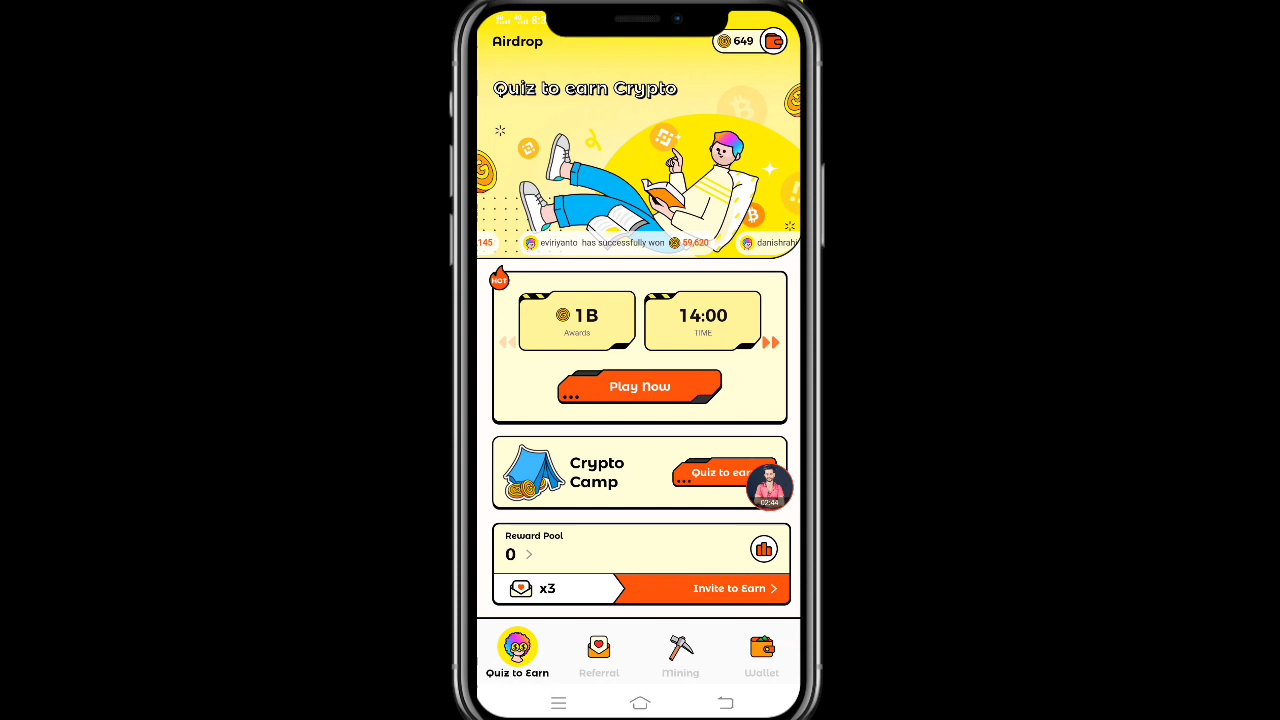 Airdrop
649
Quiz to earn Crypto
,145
eviriyanto has successfully won 59,620
danishrahi
HOT
1B
Awards
14:00
TIME
Play Now
Crypto
Camp
Quiz to ear
02:44
Reward Pool
0
x3
Invite to Earn
Quiz to Earn
Referral
Mining
Wallet